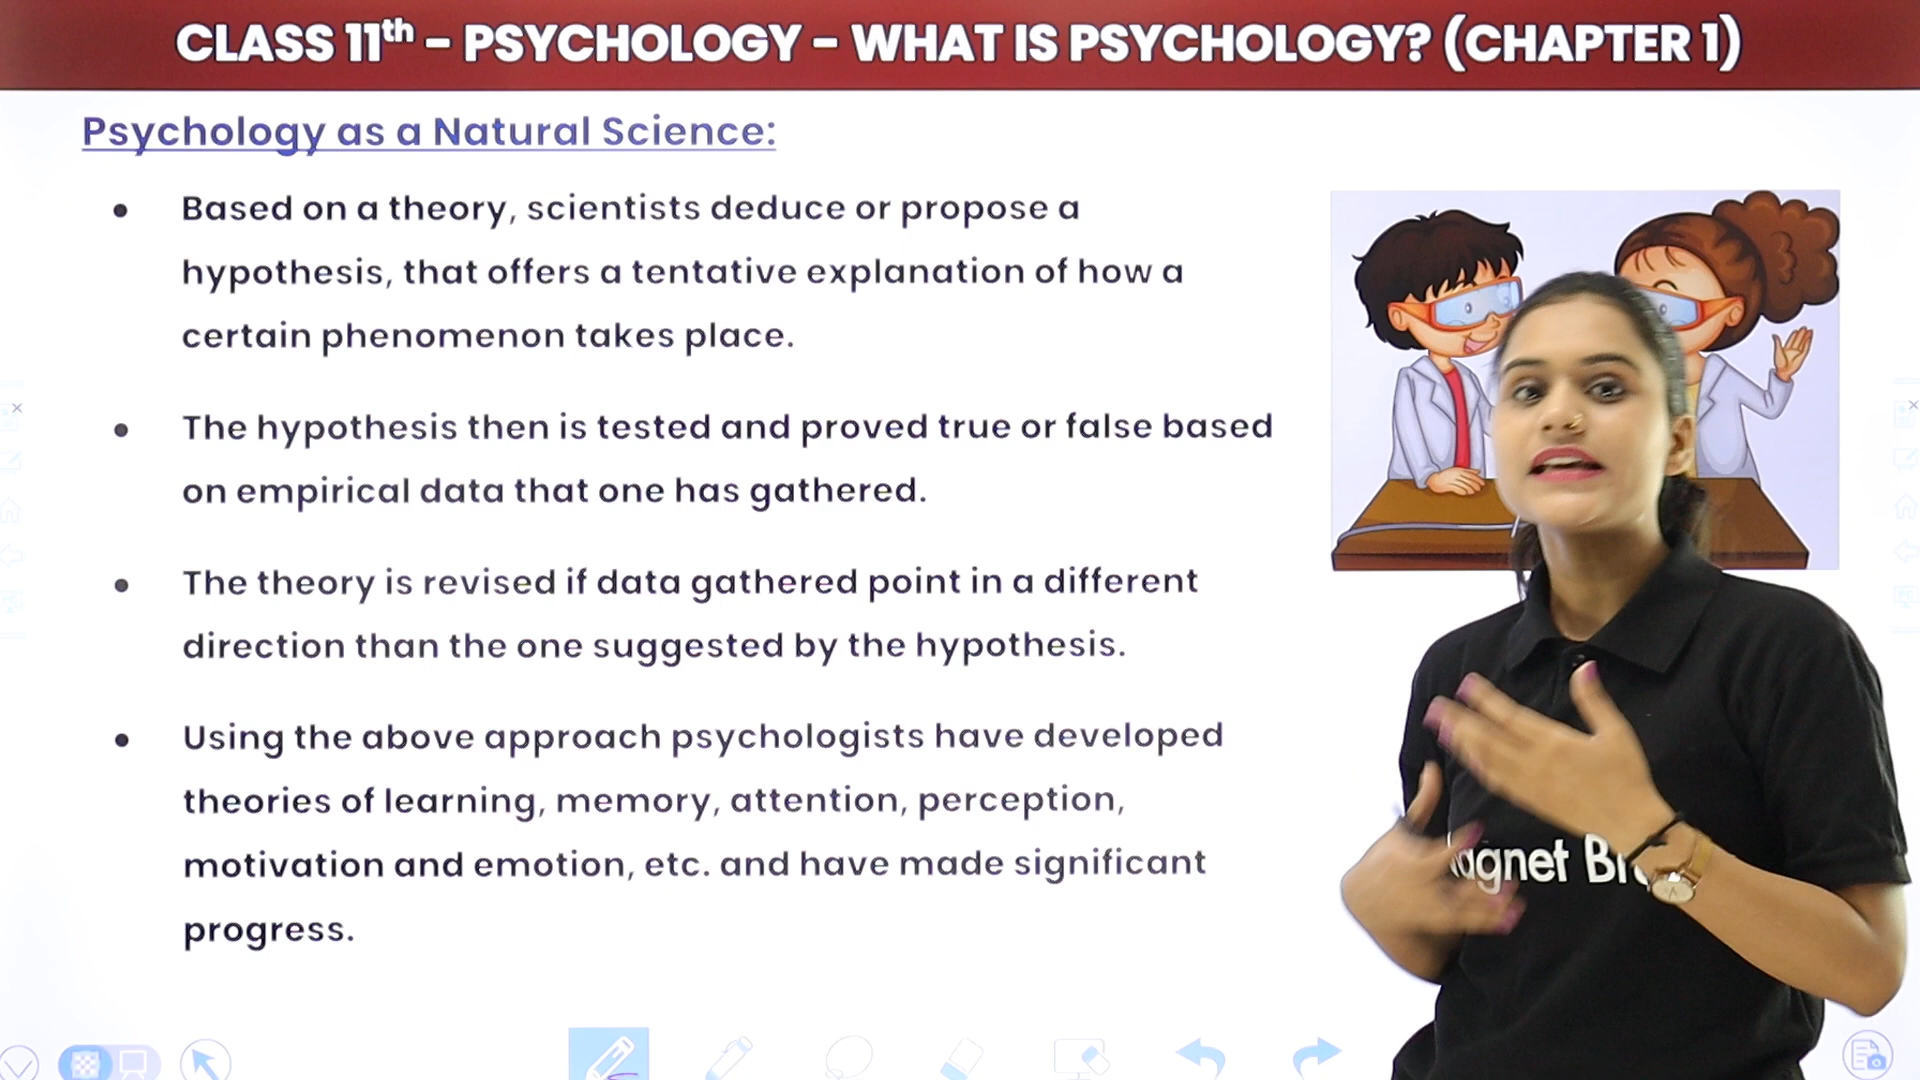 CLASS 11th – PSYCHOLOGY – WHAT IS PSYCHOLOGY? (CHAPTER 1)
Psychology as a Natural Science:
• Based on a theory, scientists deduce or propose a
hypothesis, that offers a tentative explanation of how a
certain phenomenon takes place.
• The hypothesis then is tested and proved true or false based
on empirical data that one has gathered.
• The theory is revised if data gathered point in a different
direction than the one suggested by the hypothesis.
• Using the above approach psychologists have developed
theories of learning, memory, attention, perception,
motivation and emotion, etc. and have made significant
progress.